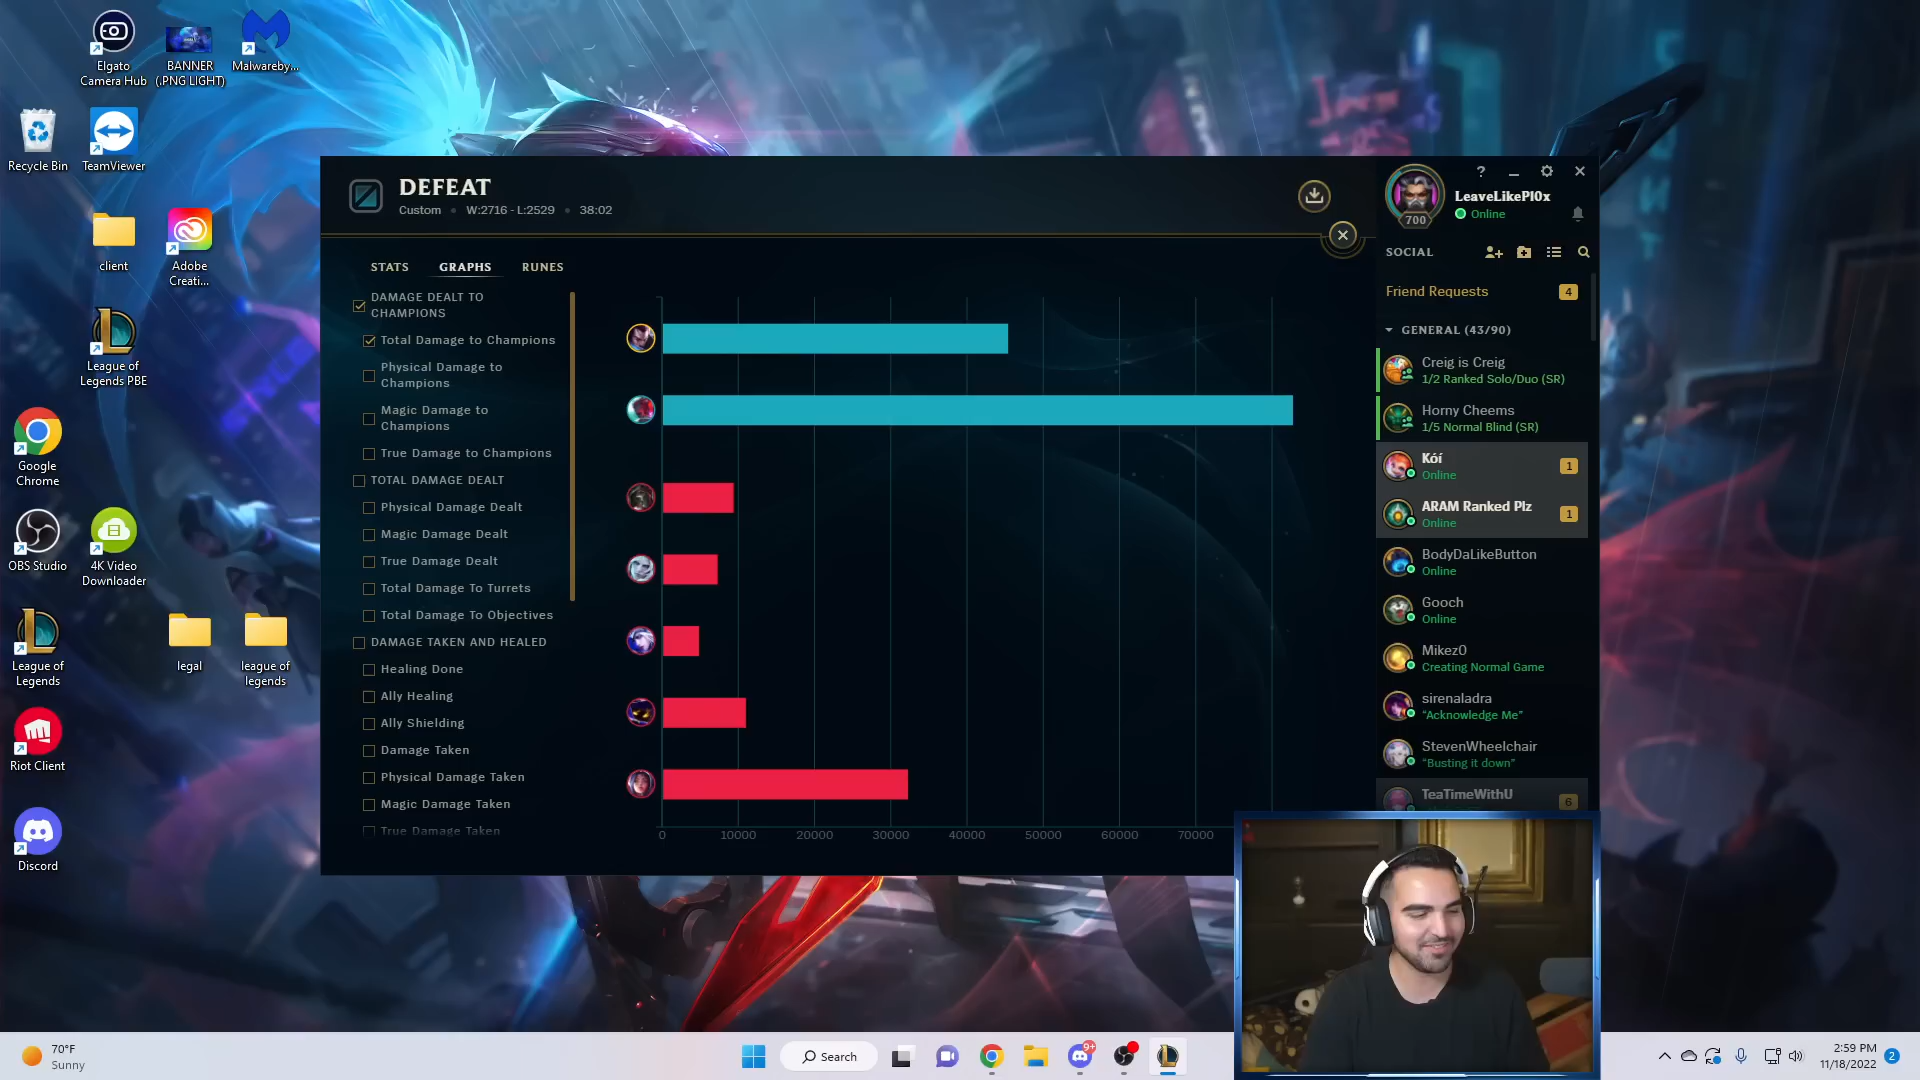 Elgato
Camera Hub
BANNER
(.PNG LIGHT)
Malwareby...
Recycle Bin
TeamViewer
client
Adobe
Creati...
League of
Legends PBE
Google
Chrome
OBS Studio
4K Video
Downloader
League of
Legends
legal
league of
legends
Riot Client
Discord
DEFEAT
Custom • W:2716 - L:2529 • 38:02
STATS
GRAPHS
RUNES
DAMAGE DEALT TO
CHAMPIONS
Total Damage to Champions
Physical Damage to
Champions
Magic Damage to
Champions
True Damage to Champions
TOTAL DAMAGE DEALT
Physical Damage Dealt
Magic Damage Dealt
True Damage Dealt
Total Damage To Turrets
Total Damage To Objectives
DAMAGE TAKEN AND HEALED
Healing Done
Ally Healing
Ally Shielding
Damage Taken
Physical Damage Taken
Magic Damage Taken
True Damage Taken
0 10000 20000 30000 40000 50000 60000 70000
700
LeaveLikePl0x
Online
SOCIAL
Friend Requests 4
GENERAL (43/90)
Creig is Creig
1/2 Ranked Solo/Duo (SR)
Horny Cheems
1/5 Normal Blind (SR)
Kóí
Online
1
ARAM Ranked Plz
Online
1
BodyDaLikeButton
Online
Gooch
Online
Mikez0
Creating Normal Game
sirenaladra
“Acknowledge Me”
StevenWheelchair
“Busting it down”
TeaTimeWithU
6
70°F
Sunny
Search
9+
2:59 PM
11/18/2022
2